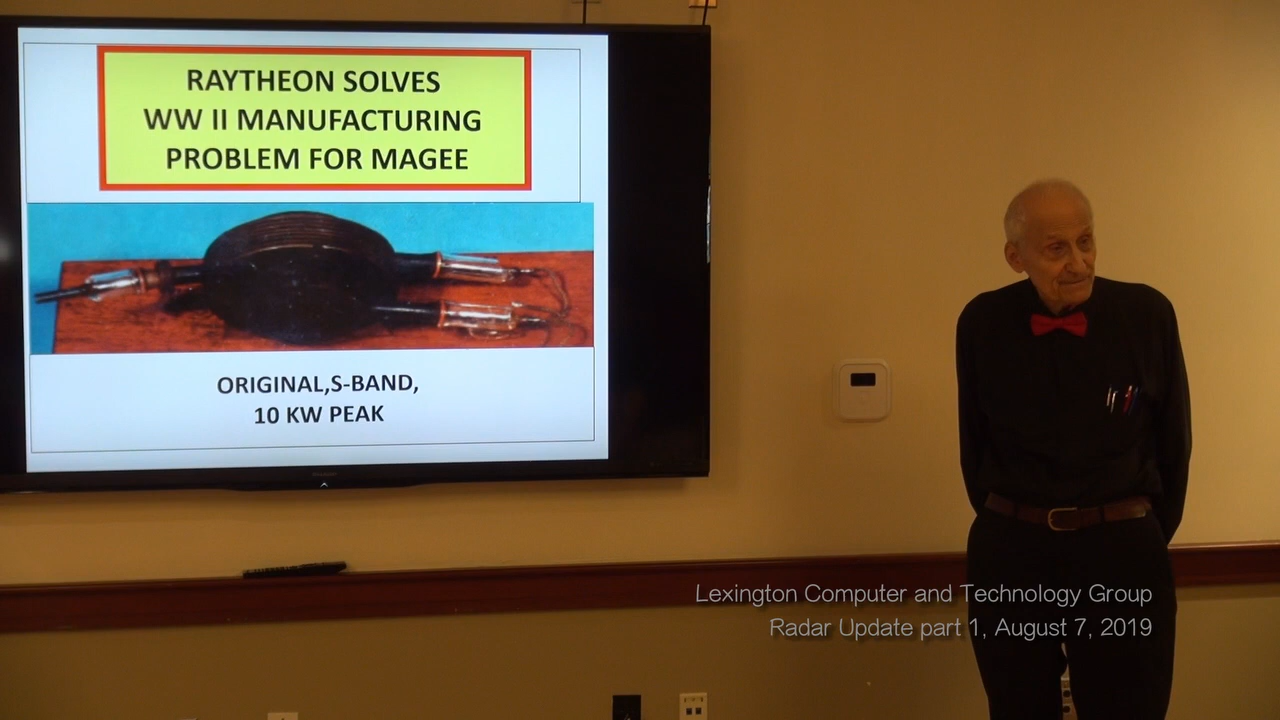 RAYTHEON SOLVES
WW II MANUFACTURING
PROBLEM FOR MAGEE
ORIGINAL,S-BAND,
10 KW PEAK
Lexington Computer and Technology Group
Radar Update part 1, August 7, 2019